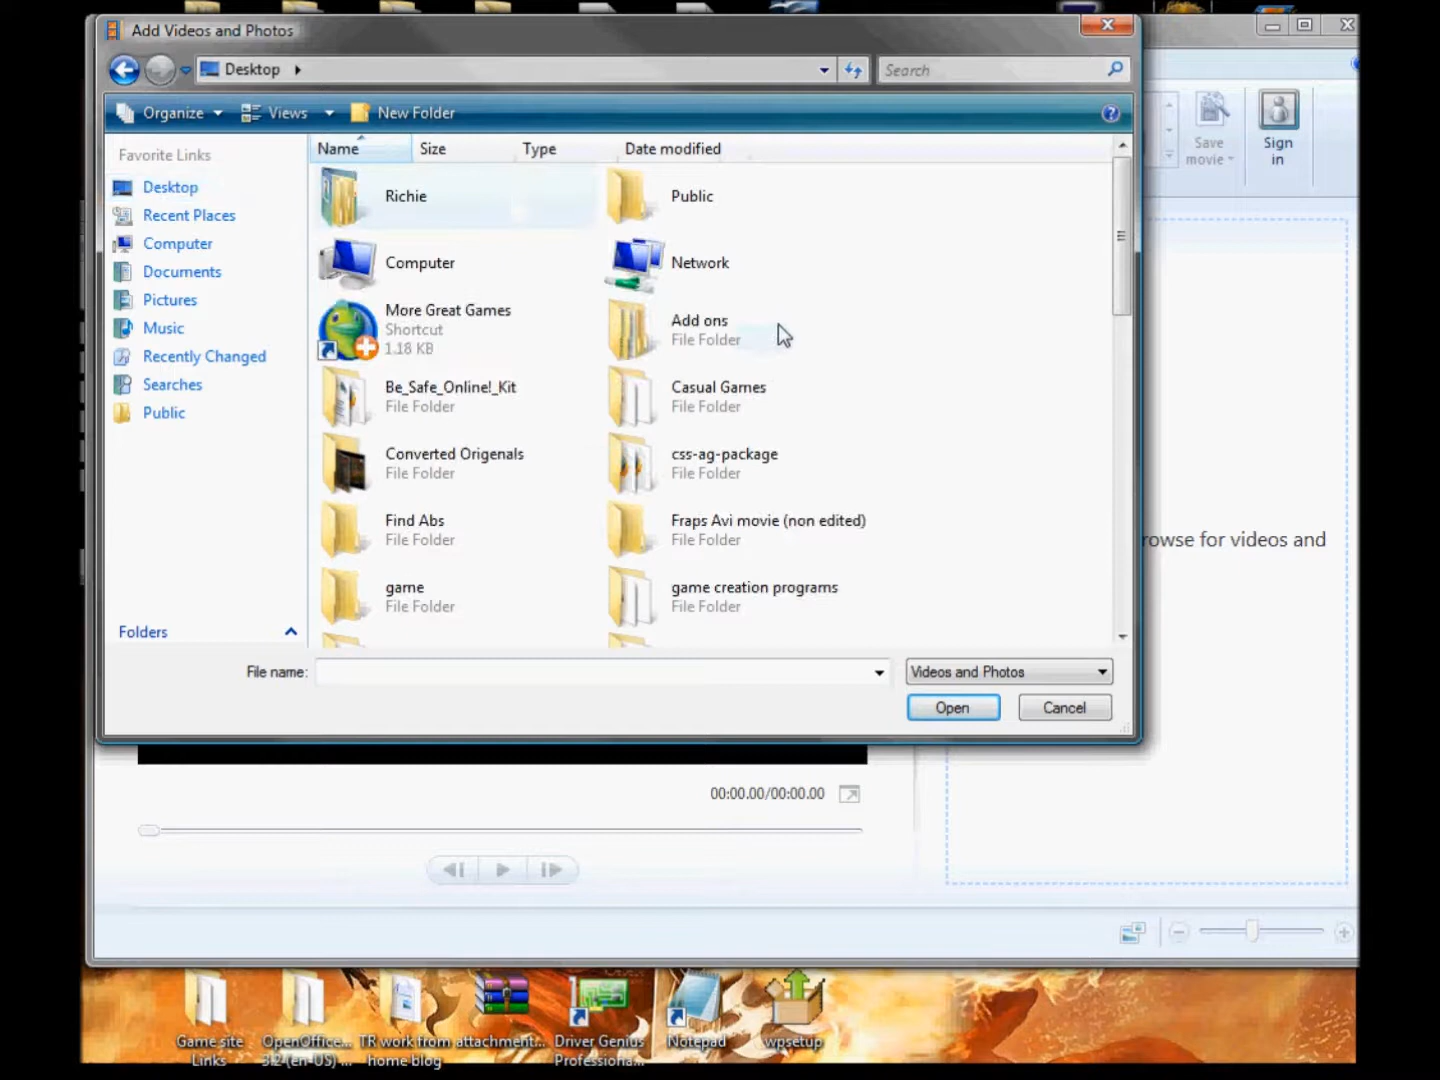 Add Videos and Photos
Desktop
Search
Organize
Views
New Folder
Save movie
Sign in
Favorite Links
Desktop
Recent Places
Computer
Documents
Pictures
Music
Recently Changed
Searches
Public
Folders
Name Size Type Date modified
Richie
Public
Computer
Network
More Great Games
Shortcut
1.18 KB
Add ons
File Folder
Be_Safe_Online!_Kit
File Folder
Casual Games
File Folder
Converted Origenals
File Folder
css-ag-package
File Folder
Find Abs
File Folder
Fraps Avi movie (non edited)
File Folder
game
File Folder
game creation programs
File Folder
File name:
Videos and Photos
Open
Cancel
rowse for videos and
00:00.00/00:00.00
Game site Links
OpenOffice... 3.2 (en-US) ...
TR work from home blog
attachment...
Driver Genius Professiona...
Notepad
wpsetup